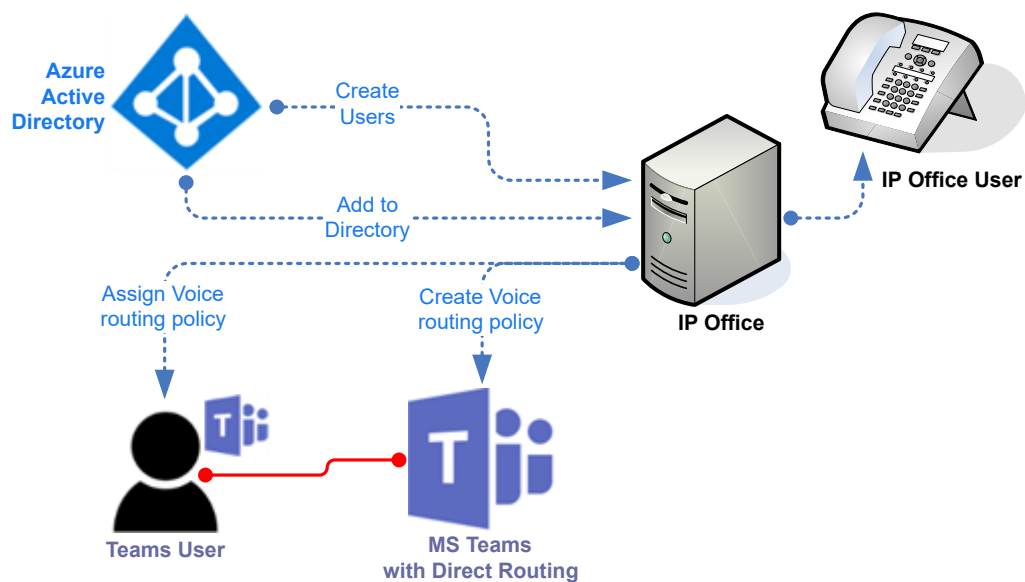 Azure
Active
Directory
Create
Users
Add to
Directory
IP Office User
IP Office
Assign Voice
routing policy
Create Voice
routing policy
T
T
Teams User
MS Teams
with Direct Routing